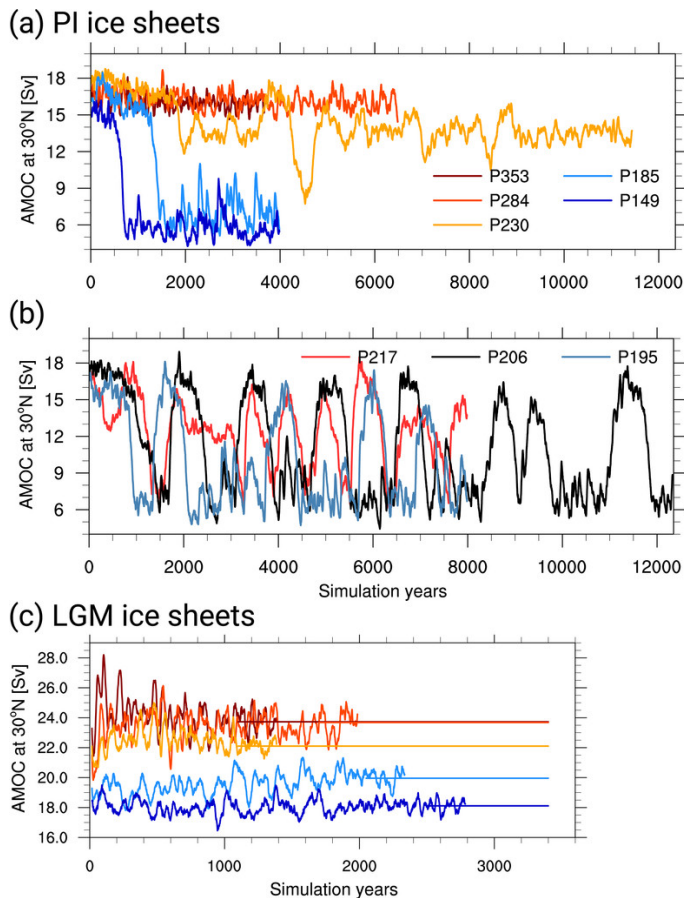 (a) PI ice sheets
AMOC at 30°N [Sv]
18
15
12
9
6
P353 P185
P284 P149
P230
0 2000 4000 6000 8000 10000 12000
(b)
AMOC at 30°N [Sv]
P217 P206 P195
18
15
12
9
6
0 2000 4000 6000 8000 10000 12000
Simulation years
(c) LGM ice sheets
AMOC at 30°N [Sv]
28.0
26.0
24.0
22.0
20.0
18.0
16.0
0 1000 2000 3000
Simulation years